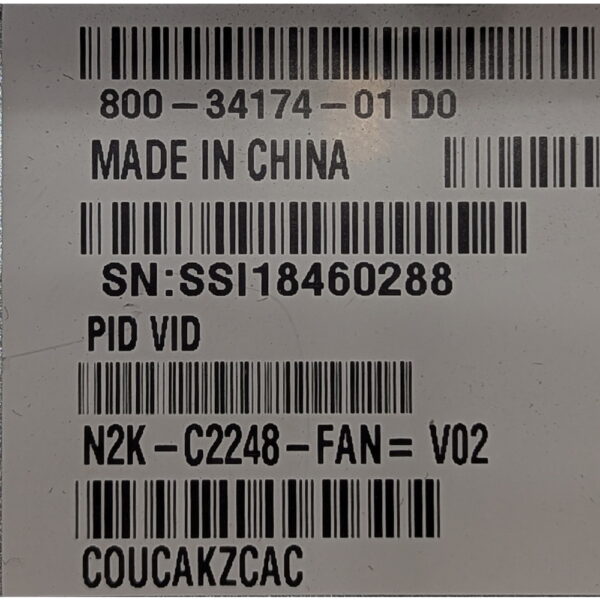 800-34174-01 D0
MADE IN CHINA
SN:SSI18460288
PID VID
N2K-C2248-FAN= V02
COUCAKZCAC